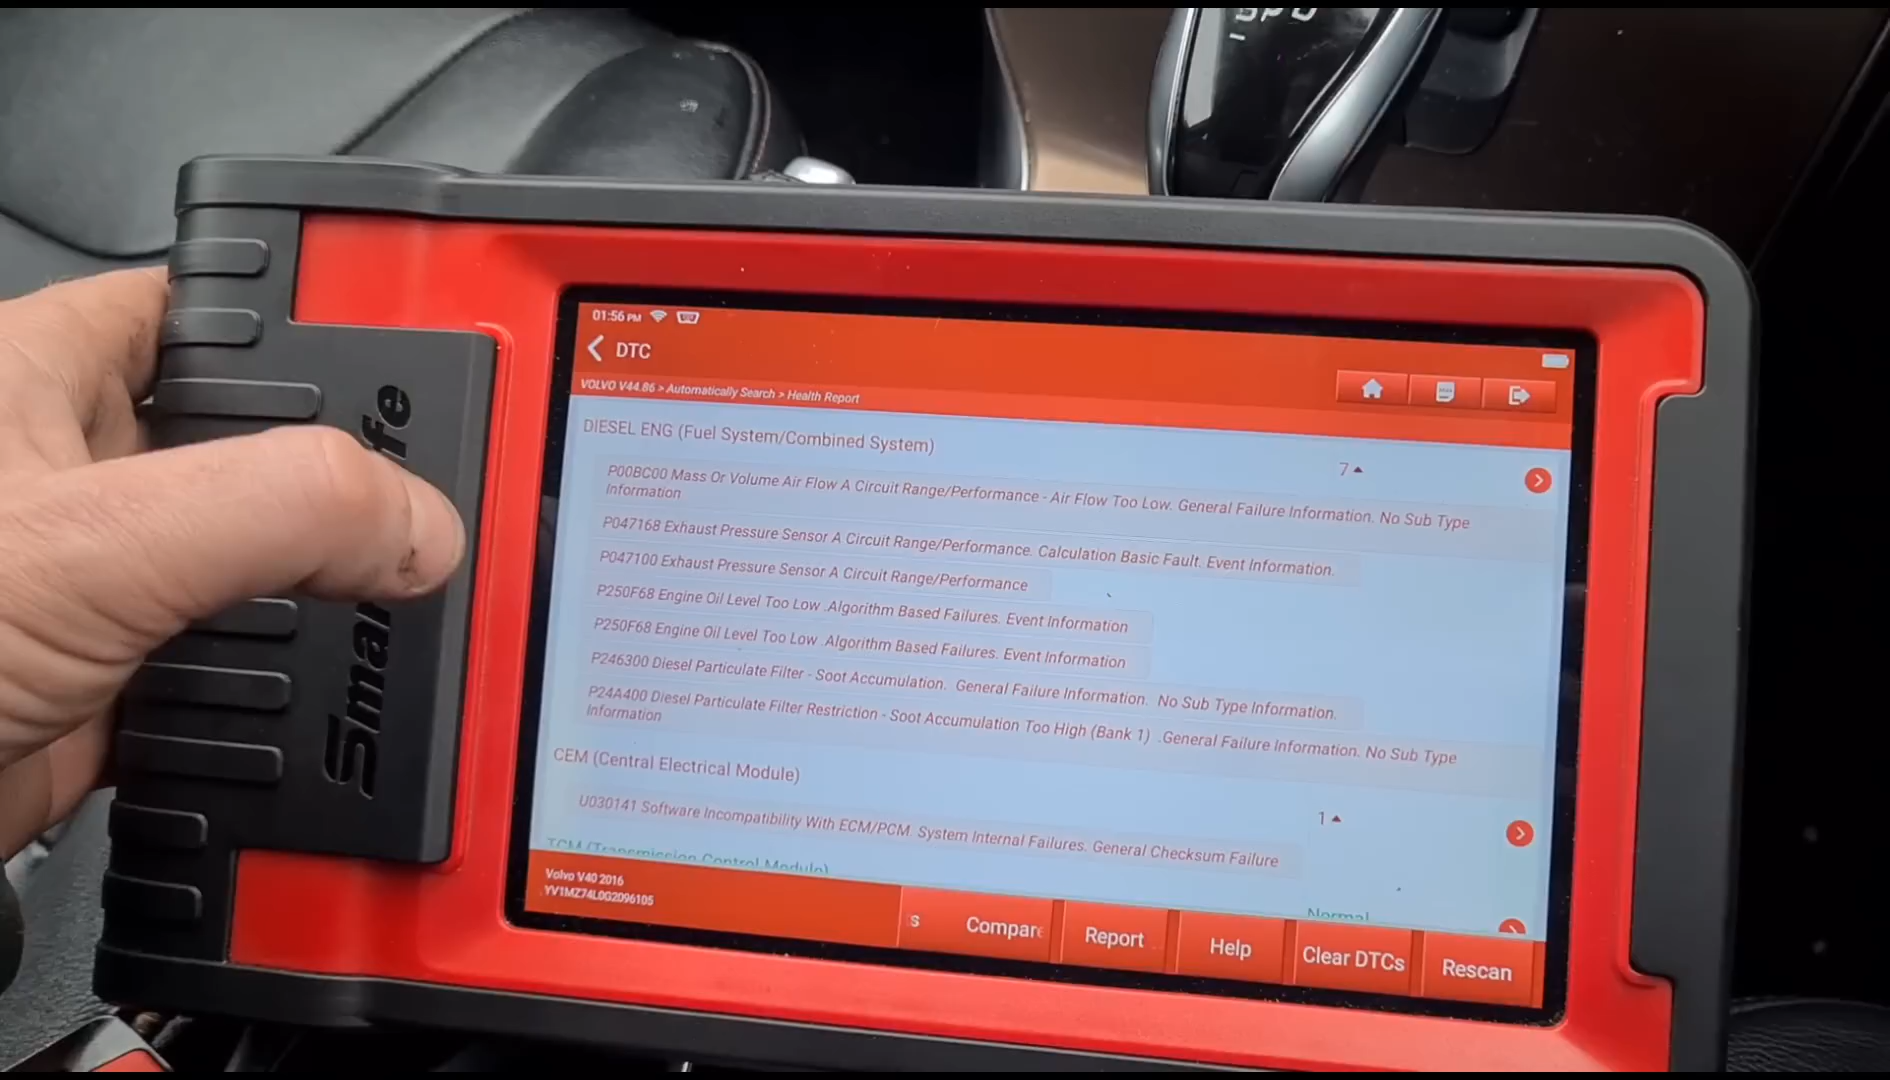 01:56 PM
DTC
VOLVO V44.86 > Automatically Search > Health Report
DIESEL ENG (Fuel System/Combined System)
7
P00BC00 Mass Or Volume Air Flow A Circuit Range/Performance - Air Flow Too Low. General Failure Information. No Sub Type
Information
P047168 Exhaust Pressure Sensor A Circuit Range/Performance. Calculation Basic Fault. Event Information.
P047100 Exhaust Pressure Sensor A Circuit Range/Performance
P250F68 Engine Oil Level Too Low .Algorithm Based Failures. Event Information
P250F68 Engine Oil Level Too Low .Algorithm Based Failures. Event Information
P246300 Diesel Particulate Filter - Soot Accumulation. General Failure Information. No Sub Type Information.
P24A400 Diesel Particulate Filter Restriction - Soot Accumulation Too High (Bank 1) .General Failure Information. No Sub Type
Information
CEM (Central Electrical Module)
1
U030141 Software Incompatibility With ECM/PCM. System Internal Failures. General Checksum Failure
TCM (Transmission Control Module)
Normal
Volvo V40 2016
YV1MZ74L0G2096105
s
Compare
Report
Help
Clear DTCs
Rescan